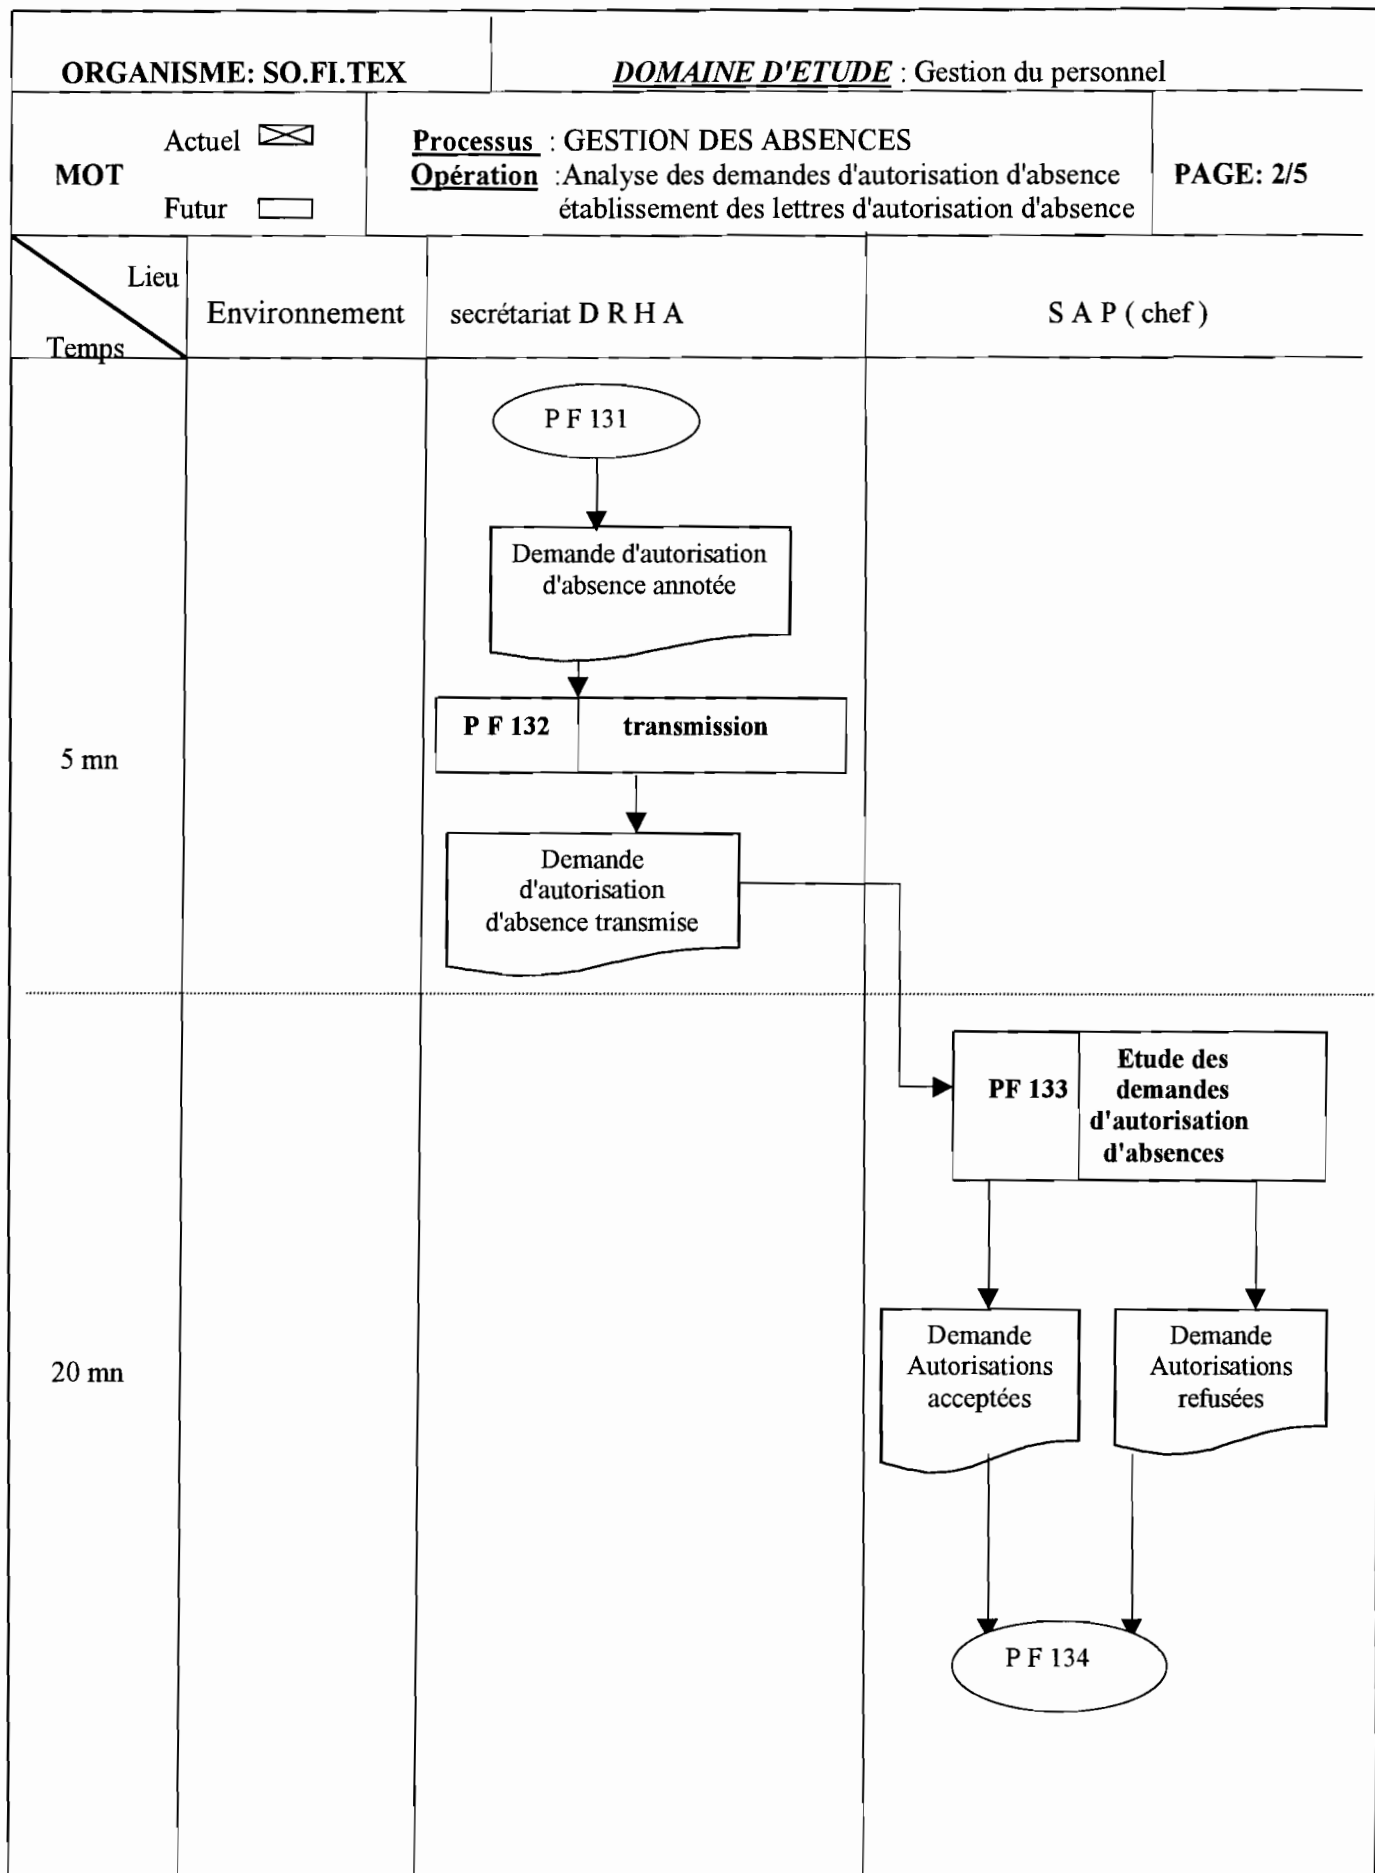 ORGANISME: SO.FI.TEX
DOMAINE D'ETUDE : Gestion du personnel
MOT
Actuel
Futur
Processus : GESTION DES ABSENCES
Opération :Analyse des demandes d'autorisation d'absence
établissement des lettres d'autorisation d'absence
PAGE: 2/5
Lieu
Temps
Environnement
secrétariat D R H A
S A P ( chef )
P F 131
Demande d'autorisation
d'absence annotée
P F 132
transmission
5 mn
Demande
d'autorisation
d'absence transmise
PF 133
Etude des
demandes
d'autorisation
d'absences
20 mn
Demande
Autorisations
acceptées
Demande
Autorisations
refusées
P F 134